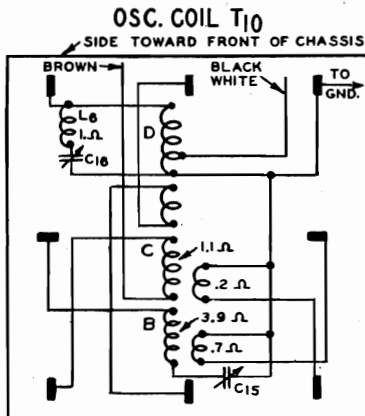 OSC. COIL T10
SIDE TOWARD FRONT OF CHASSIS
BROWN
BLACK
WHITE
TO
GND.
L6
1.Ω
C16
D
C
1.1 Ω
.2 Ω
B
3.9 Ω
.7 Ω
C15